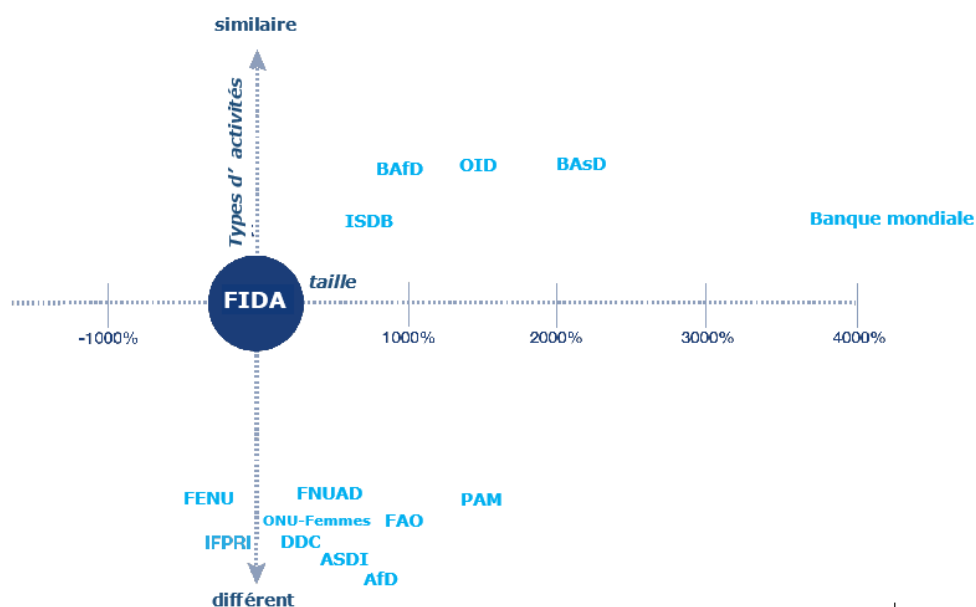 similaire
Types d’ activités
BAfD
OID
BAsD
ISDB
Banque mondiale
taille
FIDA
-1000%
1000%
2000%
3000%
4000%
FENU
FNUAD
PAM
ONU-Femmes
FAO
IFPRI
DDC
ASDI
AfD
différent